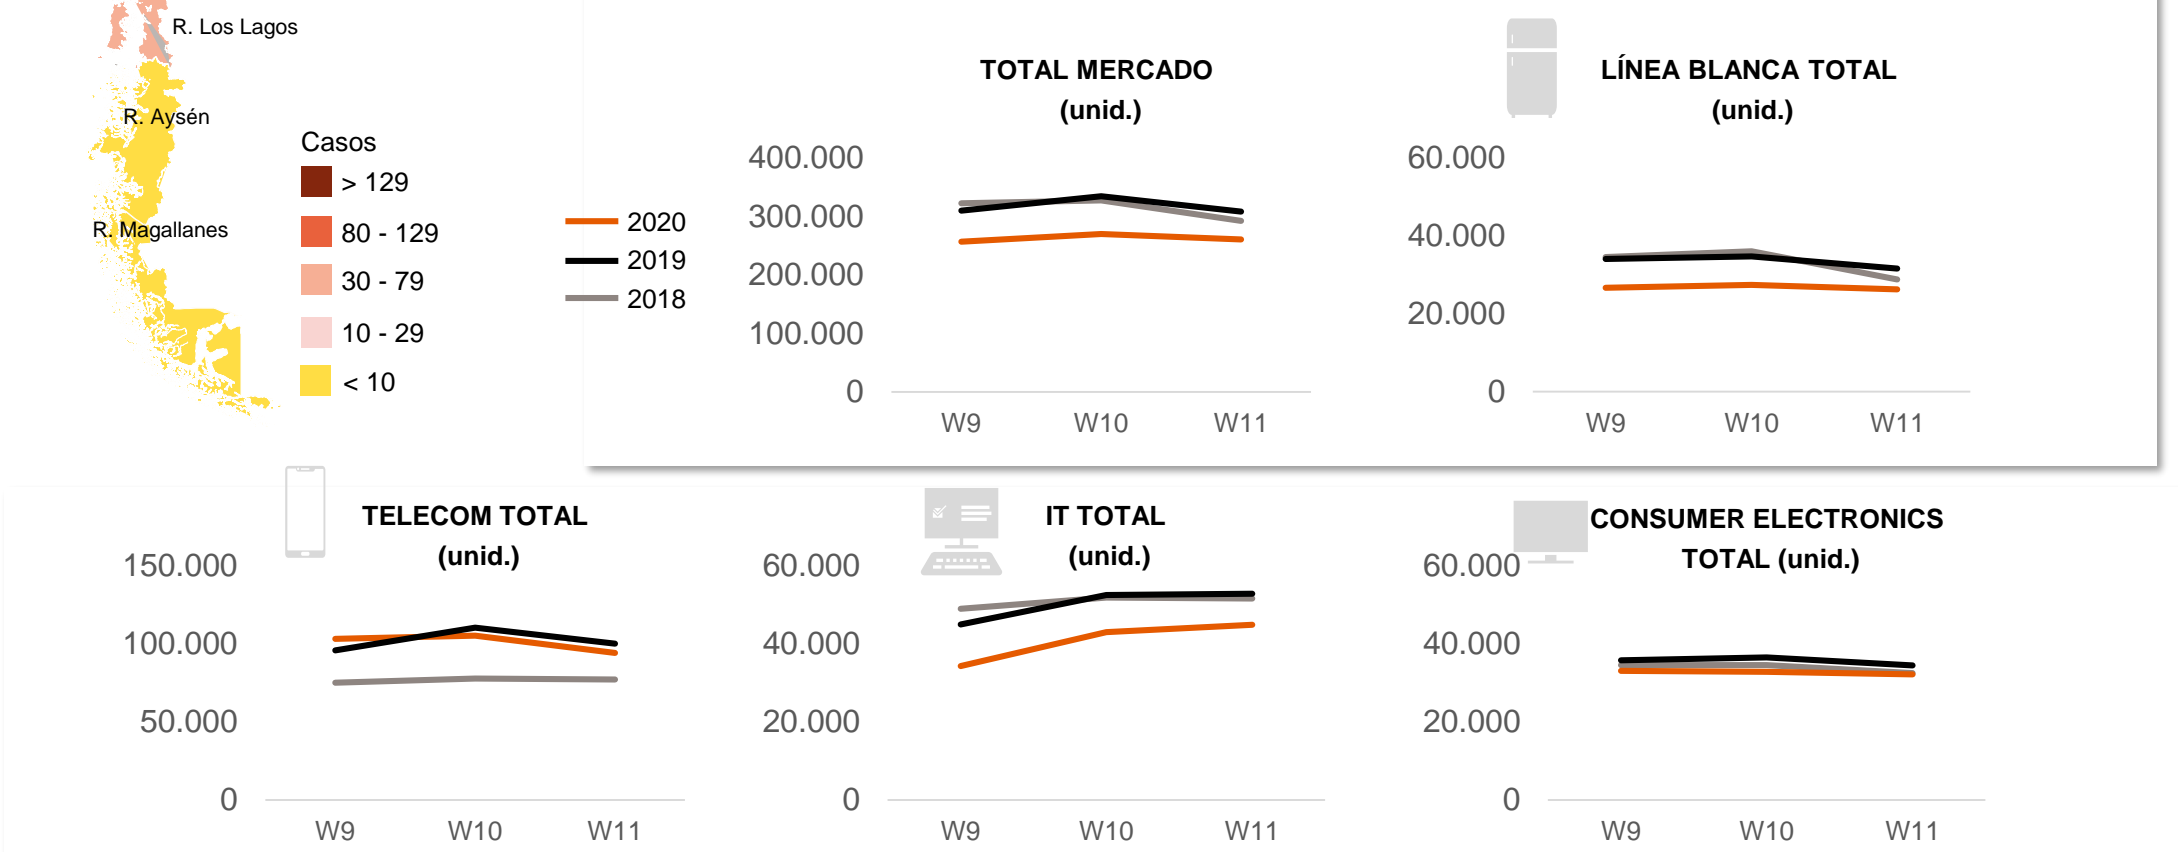 R. Los Lagos
R. Aysén
R. Magallanes
Casos
> 129
80 - 129
30 - 79
10 - 29
< 10
2020
2019
2018
TOTAL MERCADO
(unid.)
400.000
300.000
200.000
100.000
0
W9 W10 W11
LÍNEA BLANCA TOTAL
(unid.)
60.000
40.000
20.000
0
W9 W10 W11
TELECOM TOTAL
(unid.)
150.000
100.000
50.000
0
W9 W10 W11
IT TOTAL
(unid.)
60.000
40.000
20.000
0
W9 W10 W11
CONSUMER ELECTRONICS
TOTAL (unid.)
60.000
40.000
20.000
0
W9 W10 W11